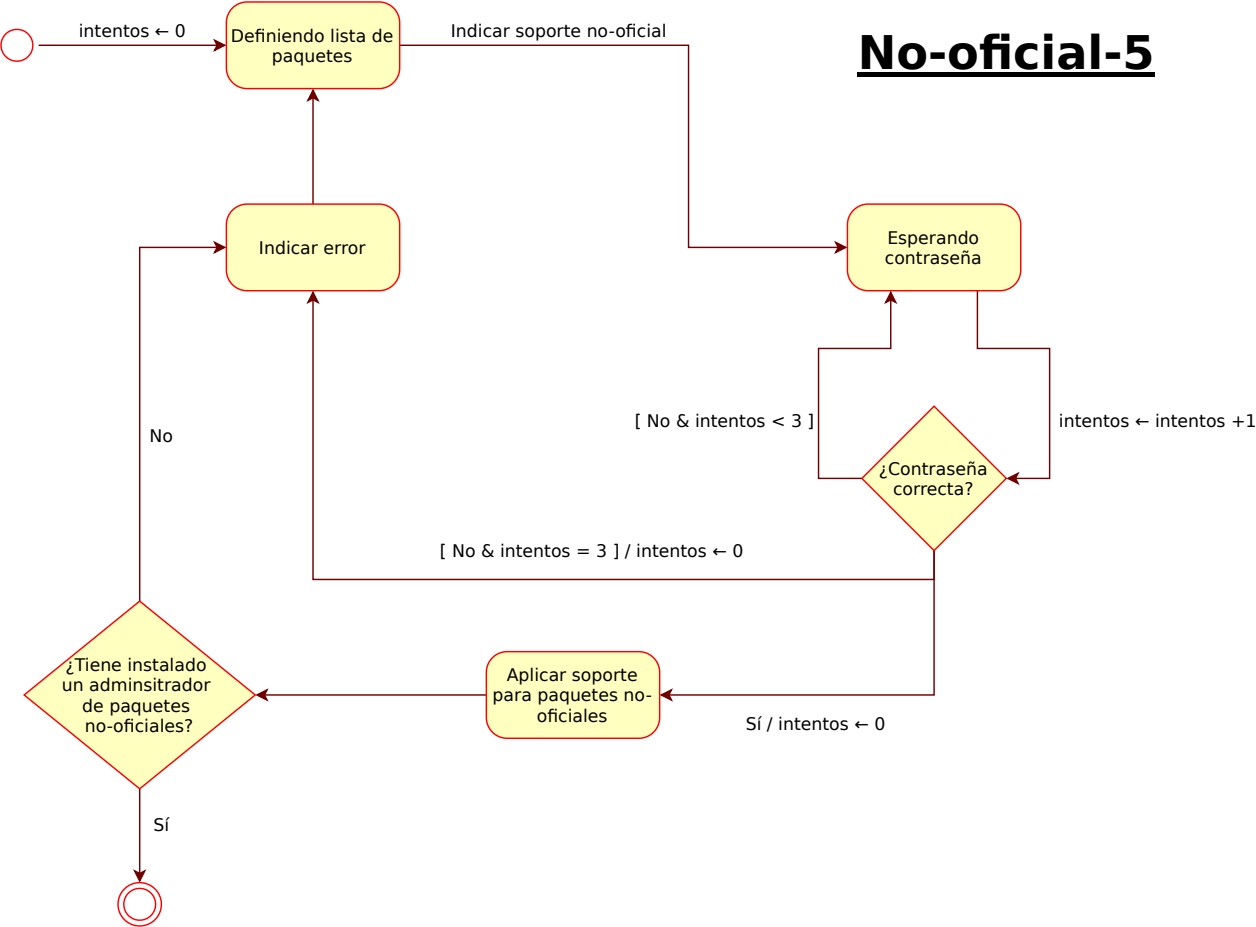 intentos ← 0
Definiendo lista de
paquetes
Indicar soporte no-oficial
No-oficial-5
Indicar error
Esperando
contraseña
No
[ No & intentos < 3 ]
intentos ← intentos +1
¿Contraseña
correcta?
[ No & intentos = 3 ] / intentos ← 0
¿Tiene instalado
un adminsitrador
de paquetes
no-oficiales?
Aplicar soporte
para paquetes no-
oficiales
Sí / intentos ← 0
Sí